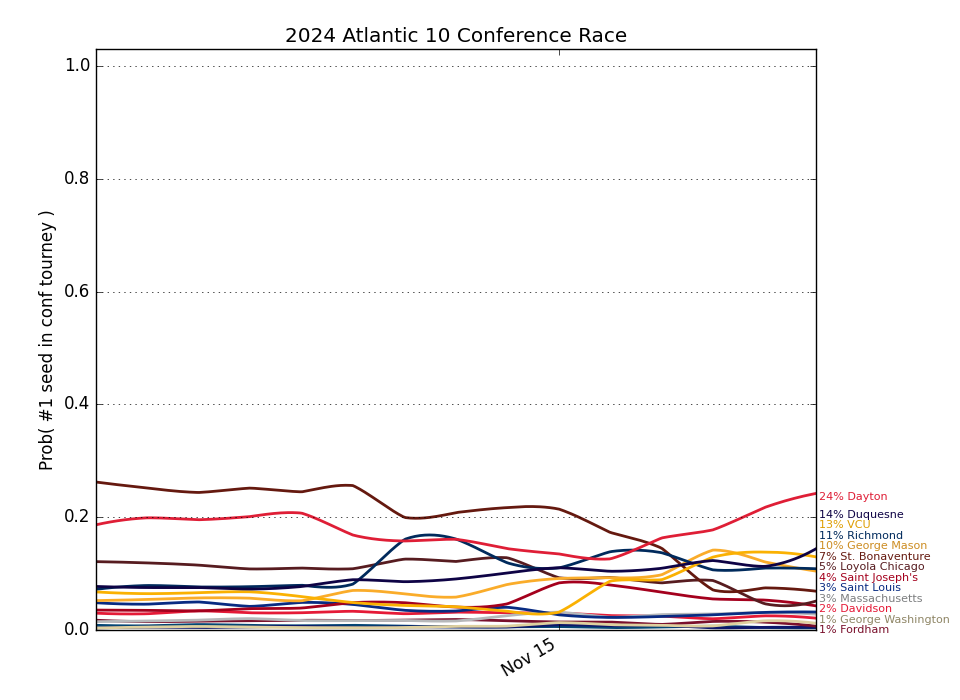 2024 Atlantic 10 Conference Race
Prob( #1 seed in conf tourney )
1.0
0.8
0.6
0.4
0.2
0.0
Nov 15
24% Dayton
14% Duquesne
13% VCU
11% Richmond
10% George Mason
7% St. Bonaventure
5% Loyola Chicago
4% Saint Joseph's
3% Saint Louis
3% Massachusetts
2% Davidson
1% George Washington
1% Fordham